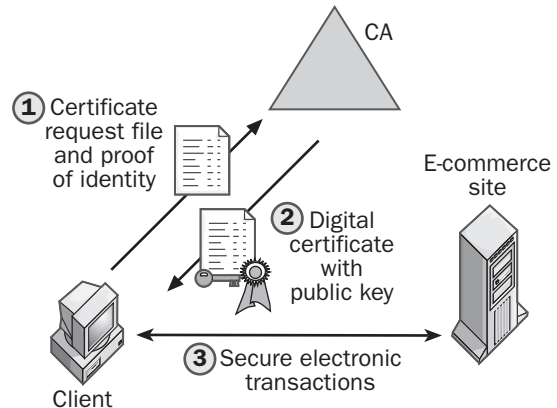 CA
1 Certificate
request file
and proof
of identity
E-commerce
site
2 Digital
certificate
with
public key
3 Secure electronic
transactions
Client